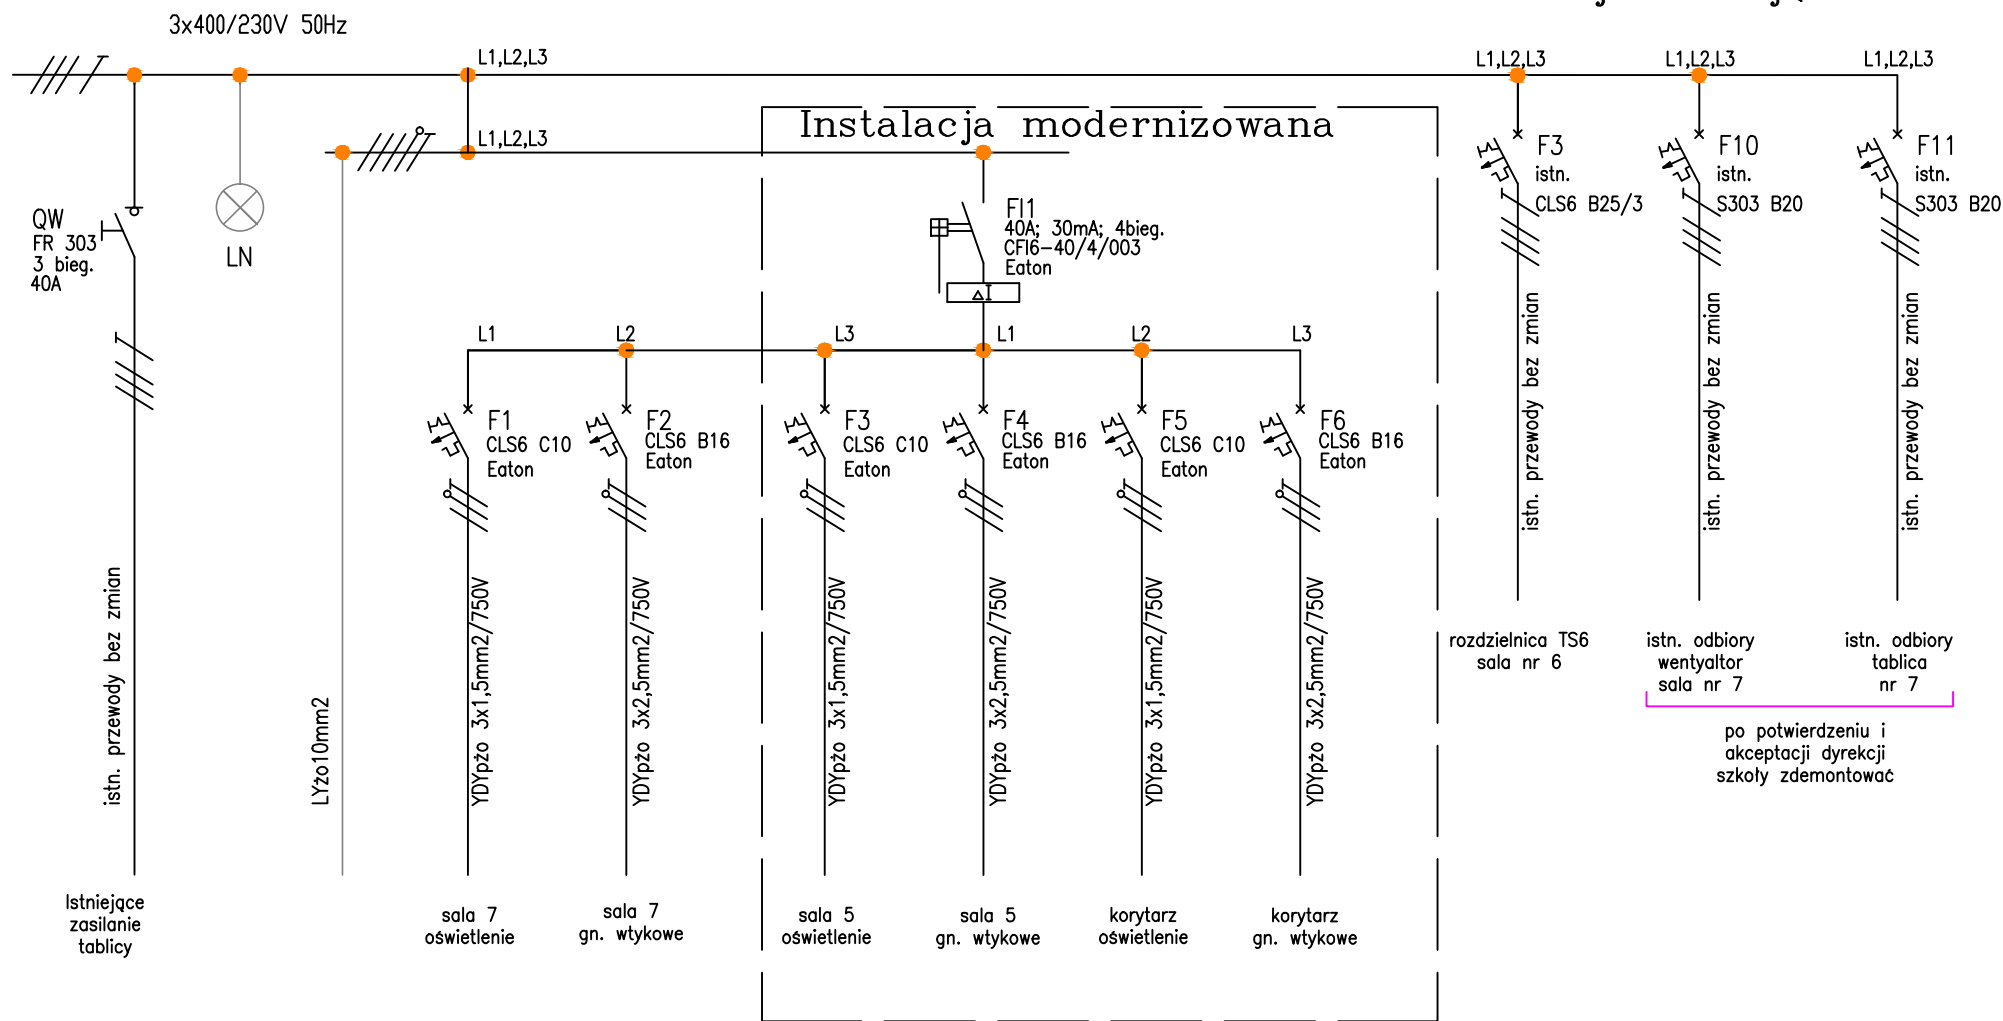 3x400/230V 50Hz
L1,L2,L3
L1,L2,L3
L1,L2,L3
L1,L2,L3
L1,L2,L3
Instalacja modernizowana
QW
FR 303
3 bieg.
40A
LN
FI1
40A; 30mA; 4bieg.
CFI6-40/4/003
Eaton
F3
istn.
CLS6 B25/3
F10
istn.
S303 B20
F11
istn.
S303 B20
L1
L2
L3
L1
L2
L3
F1
CLS6 C10
Eaton
F2
CLS6 B16
Eaton
F3
CLS6 C10
Eaton
F4
CLS6 B16
Eaton
F5
CLS6 C10
Eaton
F6
CLS6 B16
Eaton
istn. przewody bez zmian
LYżo10mm2
YDYpżo 3x1,5mm2/750V
YDYpżo 3x2,5mm2/750V
YDYpżo 3x1,5mm2/750V
YDYpżo 3x2,5mm2/750V
YDYpżo 3x1,5mm2/750V
YDYpżo 3x2,5mm2/750V
istn. przewody bez zmian
istn. przewody bez zmian
istn. przewody bez zmian
Istniejące
zasilanie
tablicy
sala 7
oświetlenie
sala 7
gn. wtykowe
sala 5
oświetlenie
sala 5
gn. wtykowe
korytarz
oświetlenie
korytarz
gn. wtykowe
rozdzielnica TS6
sala nr 6
istn. odbiory
wentyaltor
sala nr 7
istn. odbiory
tablica
nr 7
po potwierdzeniu i
akceptacji dyrekcji
szkoły zdemontować